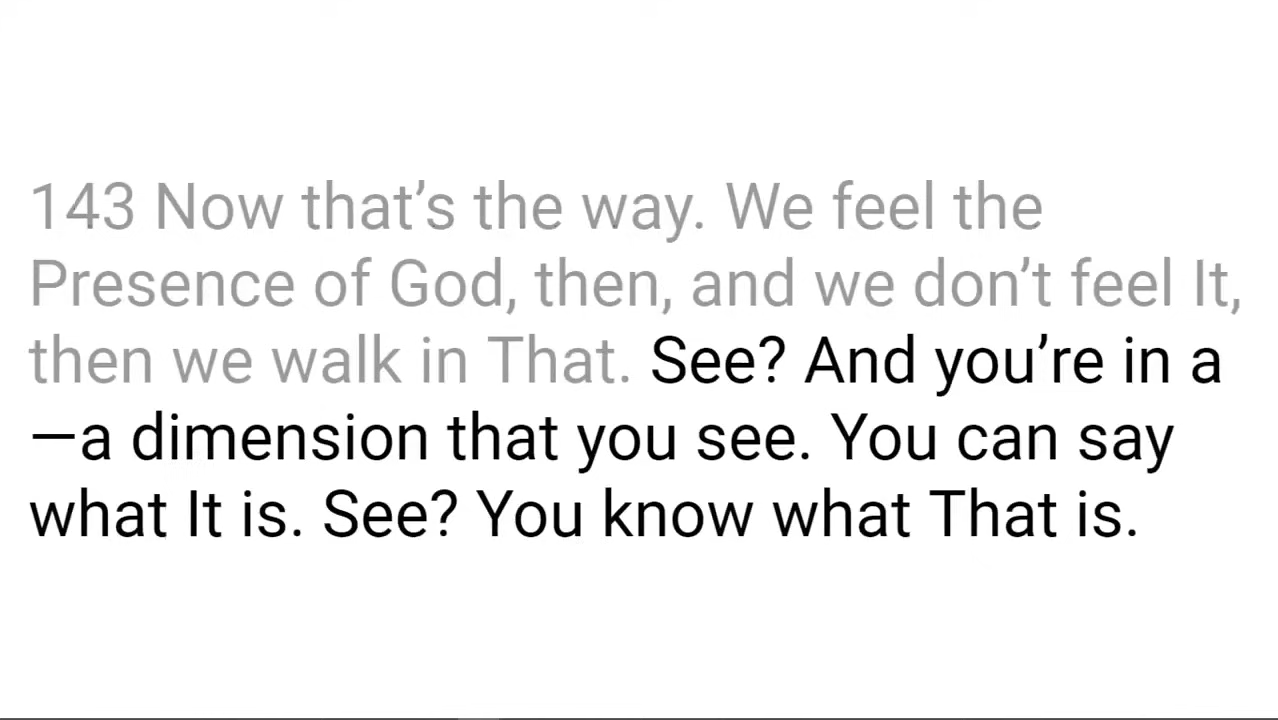 143 Now that’s the way. We feel the
Presence of God, then, and we don’t feel It,
then we walk in That. See? And you’re in a
—a dimension that you see. You can say
what It is. See? You know what That is.